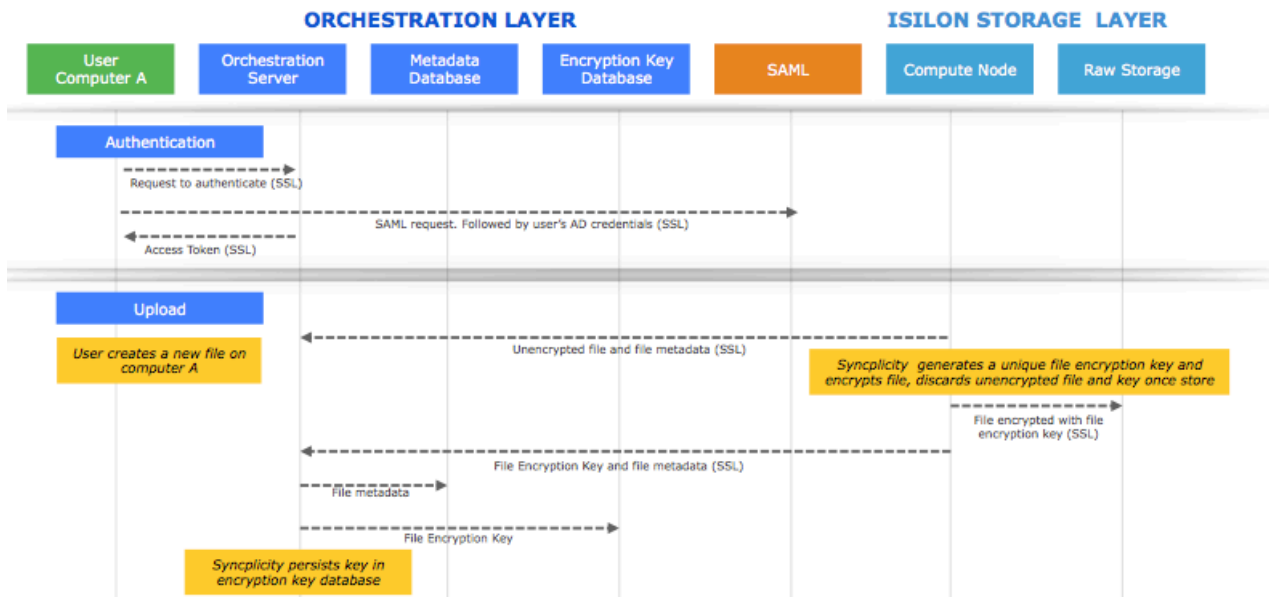 ORCHESTRATION LAYER
ISILON STORAGE LAYER
User
Computer A
Orchestration
Server
Metadata
Database
Encryption Key
Database
SAML
Compute Node
Raw Storage
Authentication
Request to authenticate (SSL)
SAML request. Followed by user's AD credentials (SSL)
Access Token (SSL)
Upload
User creates a new file on
computer A
Unencrypted file and file metadata (SSL)
Syncplicity generates a unique file encryption key and
encrypts file, discards unencrypted file and key once store
File encrypted with file
encryption key (SSL)
File Encryption Key and file metadata (SSL)
File metadata
File Encryption Key
Syncplicity persists key in
encryption key database